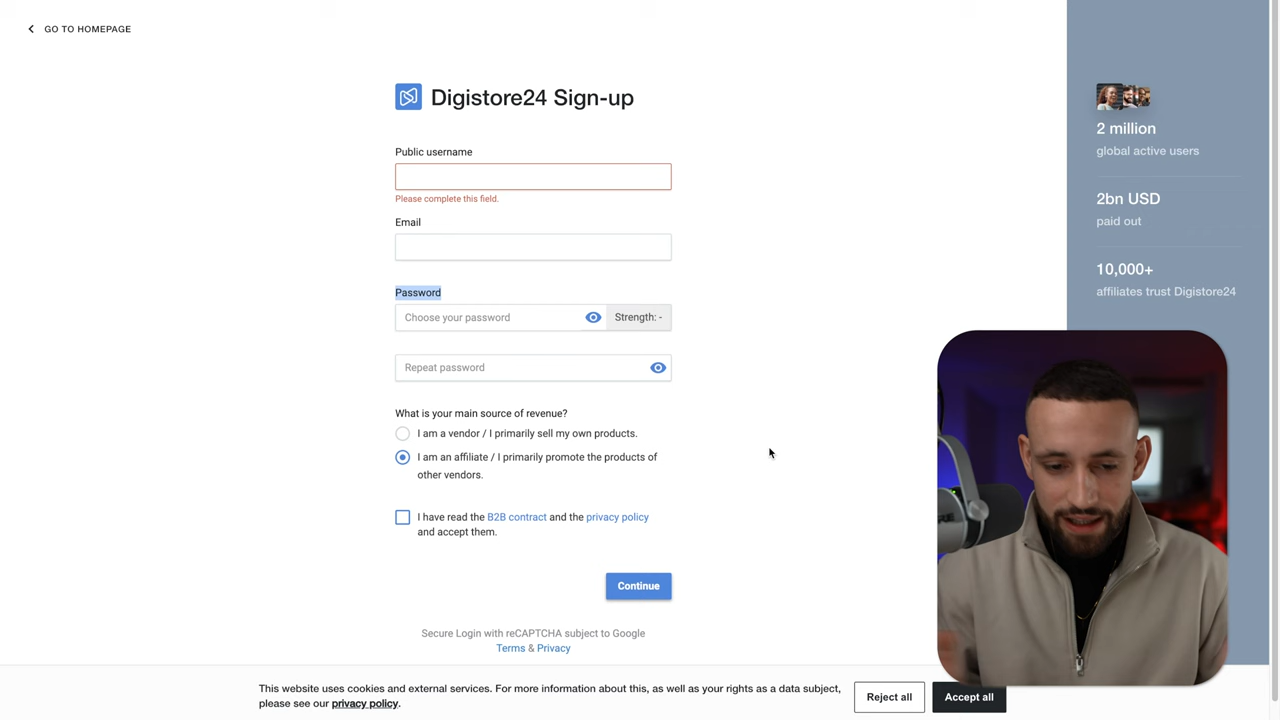 GO TO HOMEPAGE
Digistore24 Sign-up
Public username
Please complete this field.
Email
Password
Choose your password
Strength: -
Repeat password
What is your main source of revenue?
I am a vendor / I primarily sell my own products.
I am an affiliate / I primarily promote the products of
other vendors.
I have read the B2B contract and the privacy policy
and accept them.
Continue
Secure Login with reCAPTCHA subject to Google
Terms & Privacy
2 million
global active users
2bn USD
paid out
10,000+
affiliates trust Digistore24
This website uses cookies and external services. For more information about this, as well as your rights as a data subject,
please see our privacy policy.
Reject all
Accept all